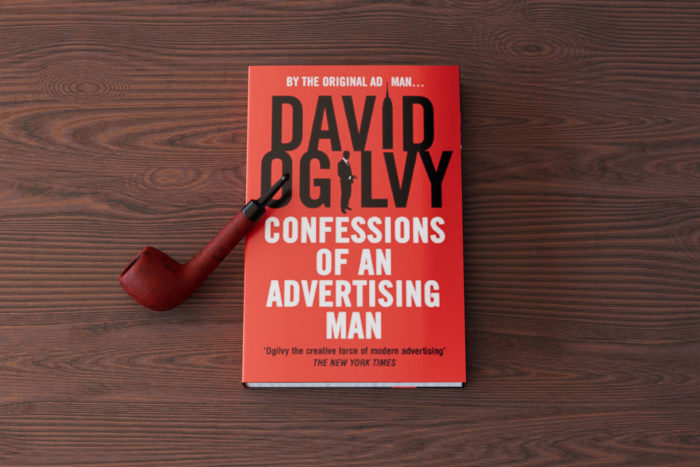 BY THE ORIGINAL AD MAN...
DAVID
OGILVY
CONFESSIONS
OF AN
ADVERTISING
MAN
'Ogilvy the creative force of modern advertising'
THE NEW YORK TIMES